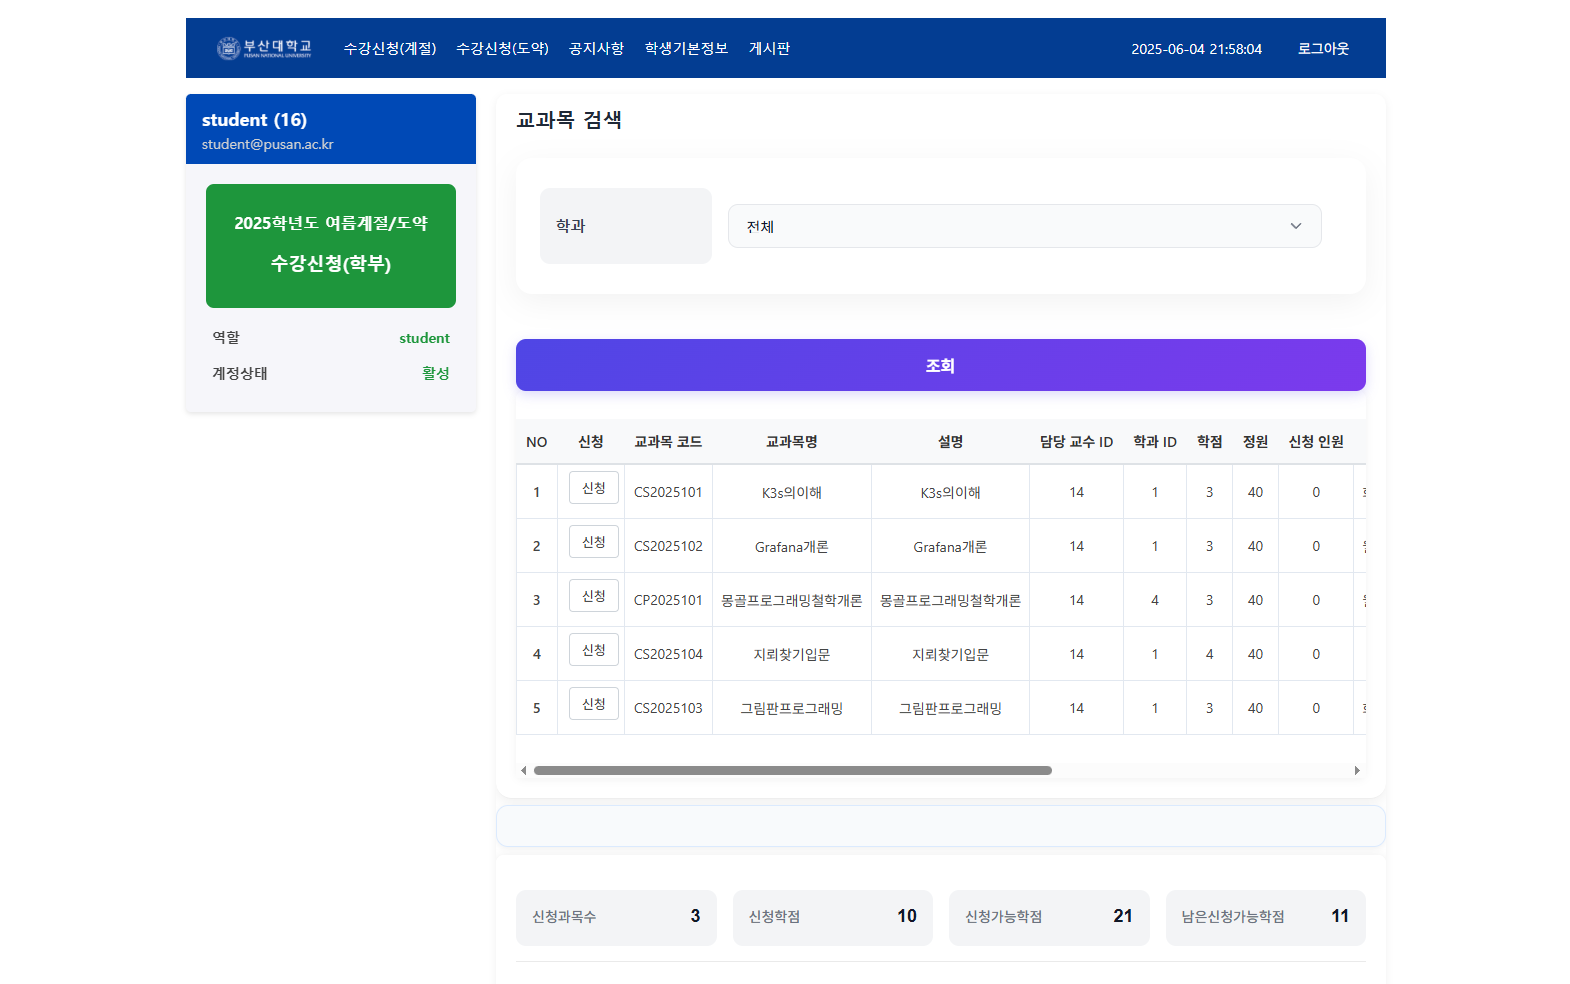 부산대학교
PUSAN NATIONAL UNIVERSITY
수강신청(계절) 수강신청(도약) 공지사항 학생기본정보 게시판 2025-06-04 21:58:04 로그아웃
student (16)
student@pusan.ac.kr
2025학년도 여름계절/도약
수강신청(학부)
역할 student
계정상태 활성
교과목 검색
학과 전체
조회
NO 신청 교과목 코드 교과목명 설명 담당 교수 ID 학과 ID 학점 정원 신청 인원
1 신청 CS2025101 K3s의이해 K3s의이해 14 1 3 40 0
2 신청 CS2025102 Grafana개론 Grafana개론 14 1 3 40 0
3 신청 CP2025101 몽골프로그래밍철학개론 몽골프로그래밍철학개론 14 4 3 40 0
4 신청 CS2025104 지뢰찾기입문 지뢰찾기입문 14 1 4 40 0
5 신청 CS2025103 그림판프로그래밍 그림판프로그래밍 14 1 3 40 0
신청과목수 3 신청학점 10 신청가능학점 21 남은신청가능학점 11